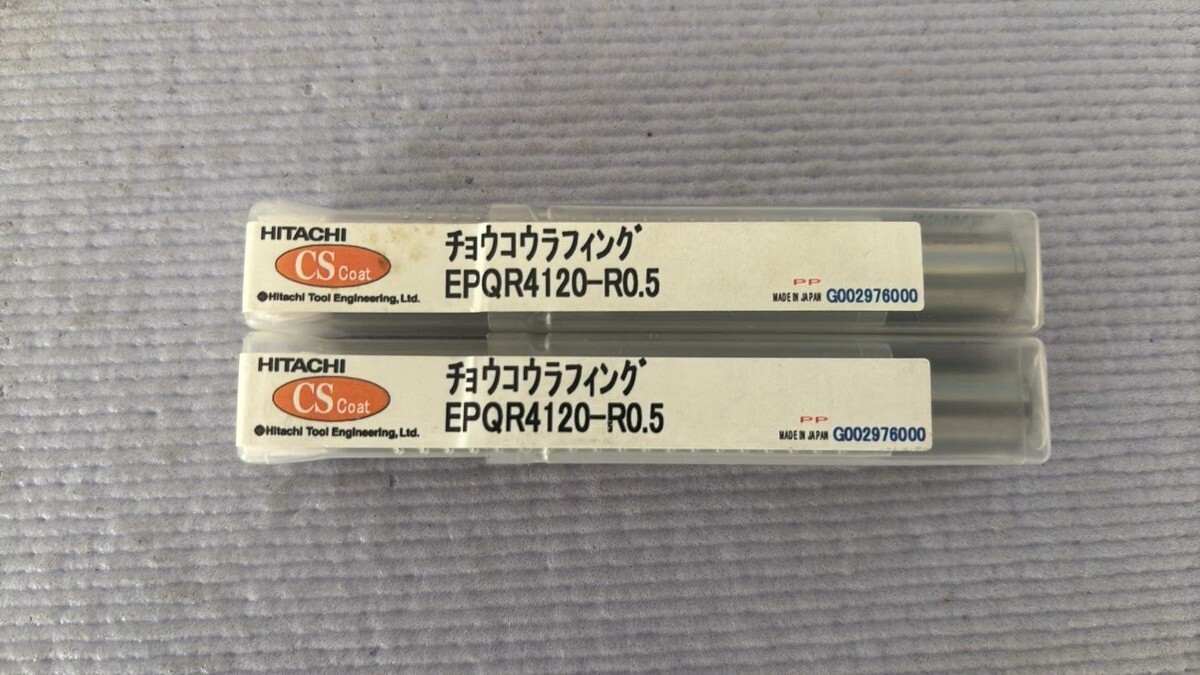 HITACHI
CS Coat
Hitachi Tool Engineering, Ltd.
チョウコウラフィング
EPQR4120-R0.5
PP
MADE IN JAPAN G002976000
HITACHI
CS Coat
Hitachi Tool Engineering, Ltd.
チョウコウラフィング
EPQR4120-R0.5
PP
MADE IN JAPAN G002976000